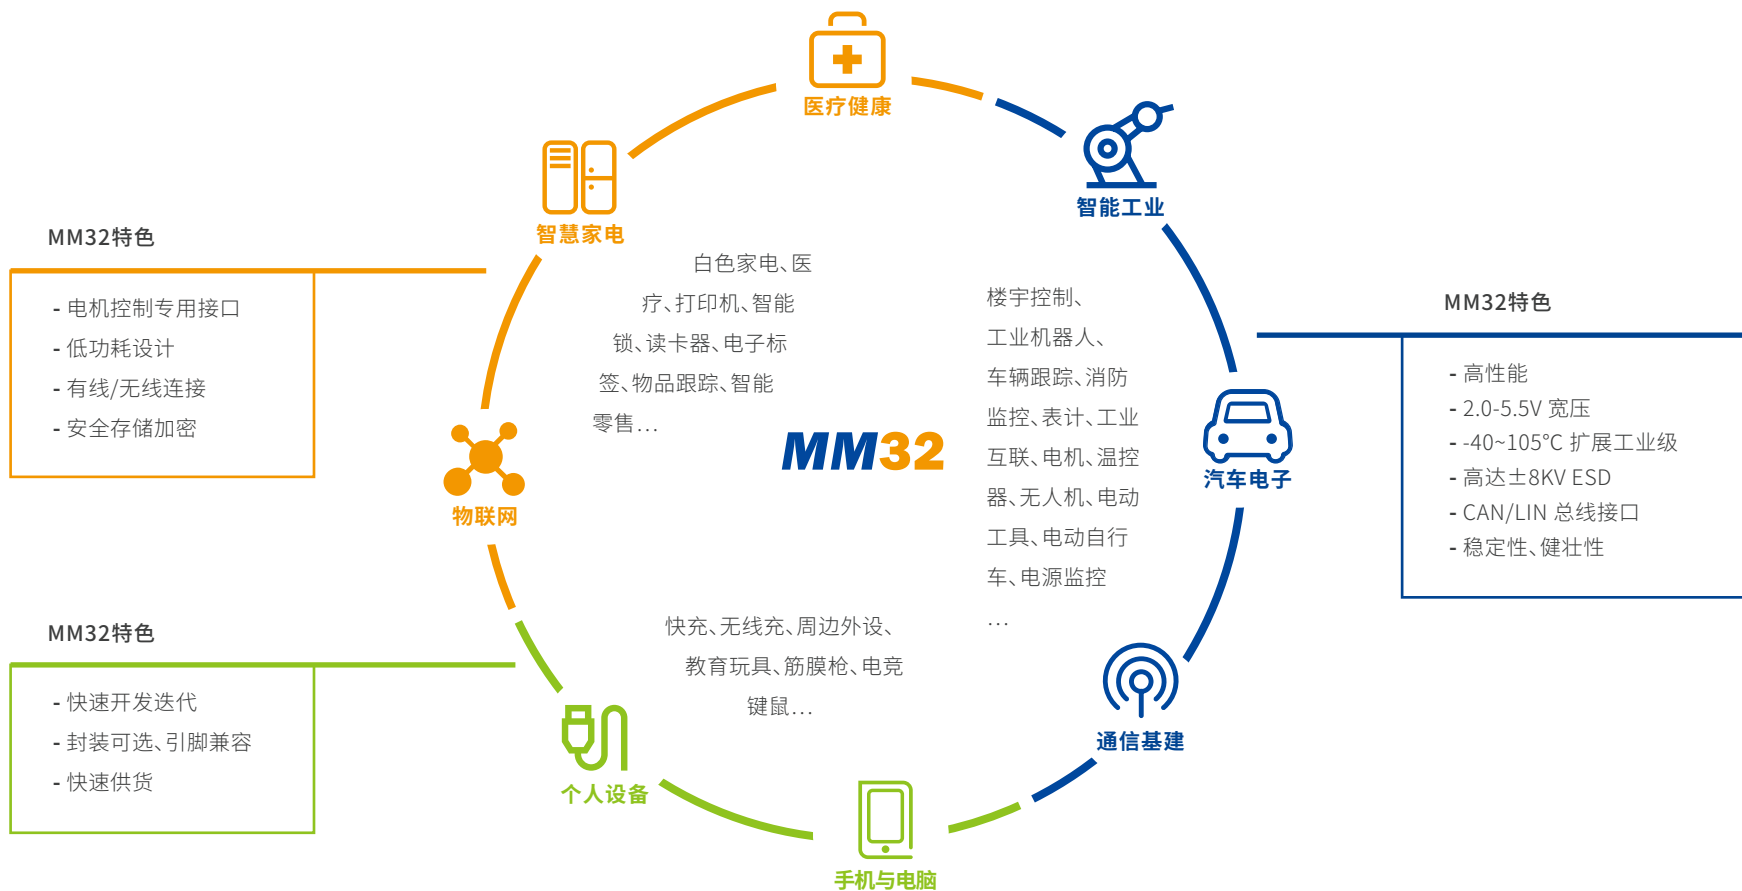 医疗健康
智能工业
智慧家电
MM32特色
- 电机控制专用接口
- 低功耗设计
- 有线/无线连接
- 安全存储加密
白色家电、医
疗、打印机、智能
锁、读卡器、电子标
签、物品跟踪、智能
零售...
楼宇控制、
工业机器人、
车辆跟踪、消防
监控、表计、工业
互联、电机、温控
器、无人机、电动
工具、电动自行
车、电源监控
...
MM32特色
- 高性能
- 2.0-5.5V 宽压
- -40~105℃ 扩展工业级
- 高达±8KV ESD
- CAN/LIN 总线接口
- 稳定性、健壮性
MM32
汽车电子
物联网
MM32特色
- 快速开发迭代
- 封装可选、引脚兼容
- 快速供货
快充、无线充、周边外设、
教育玩具、筋膜枪、电竞
键鼠...
通信基建
个人设备
手机与电脑